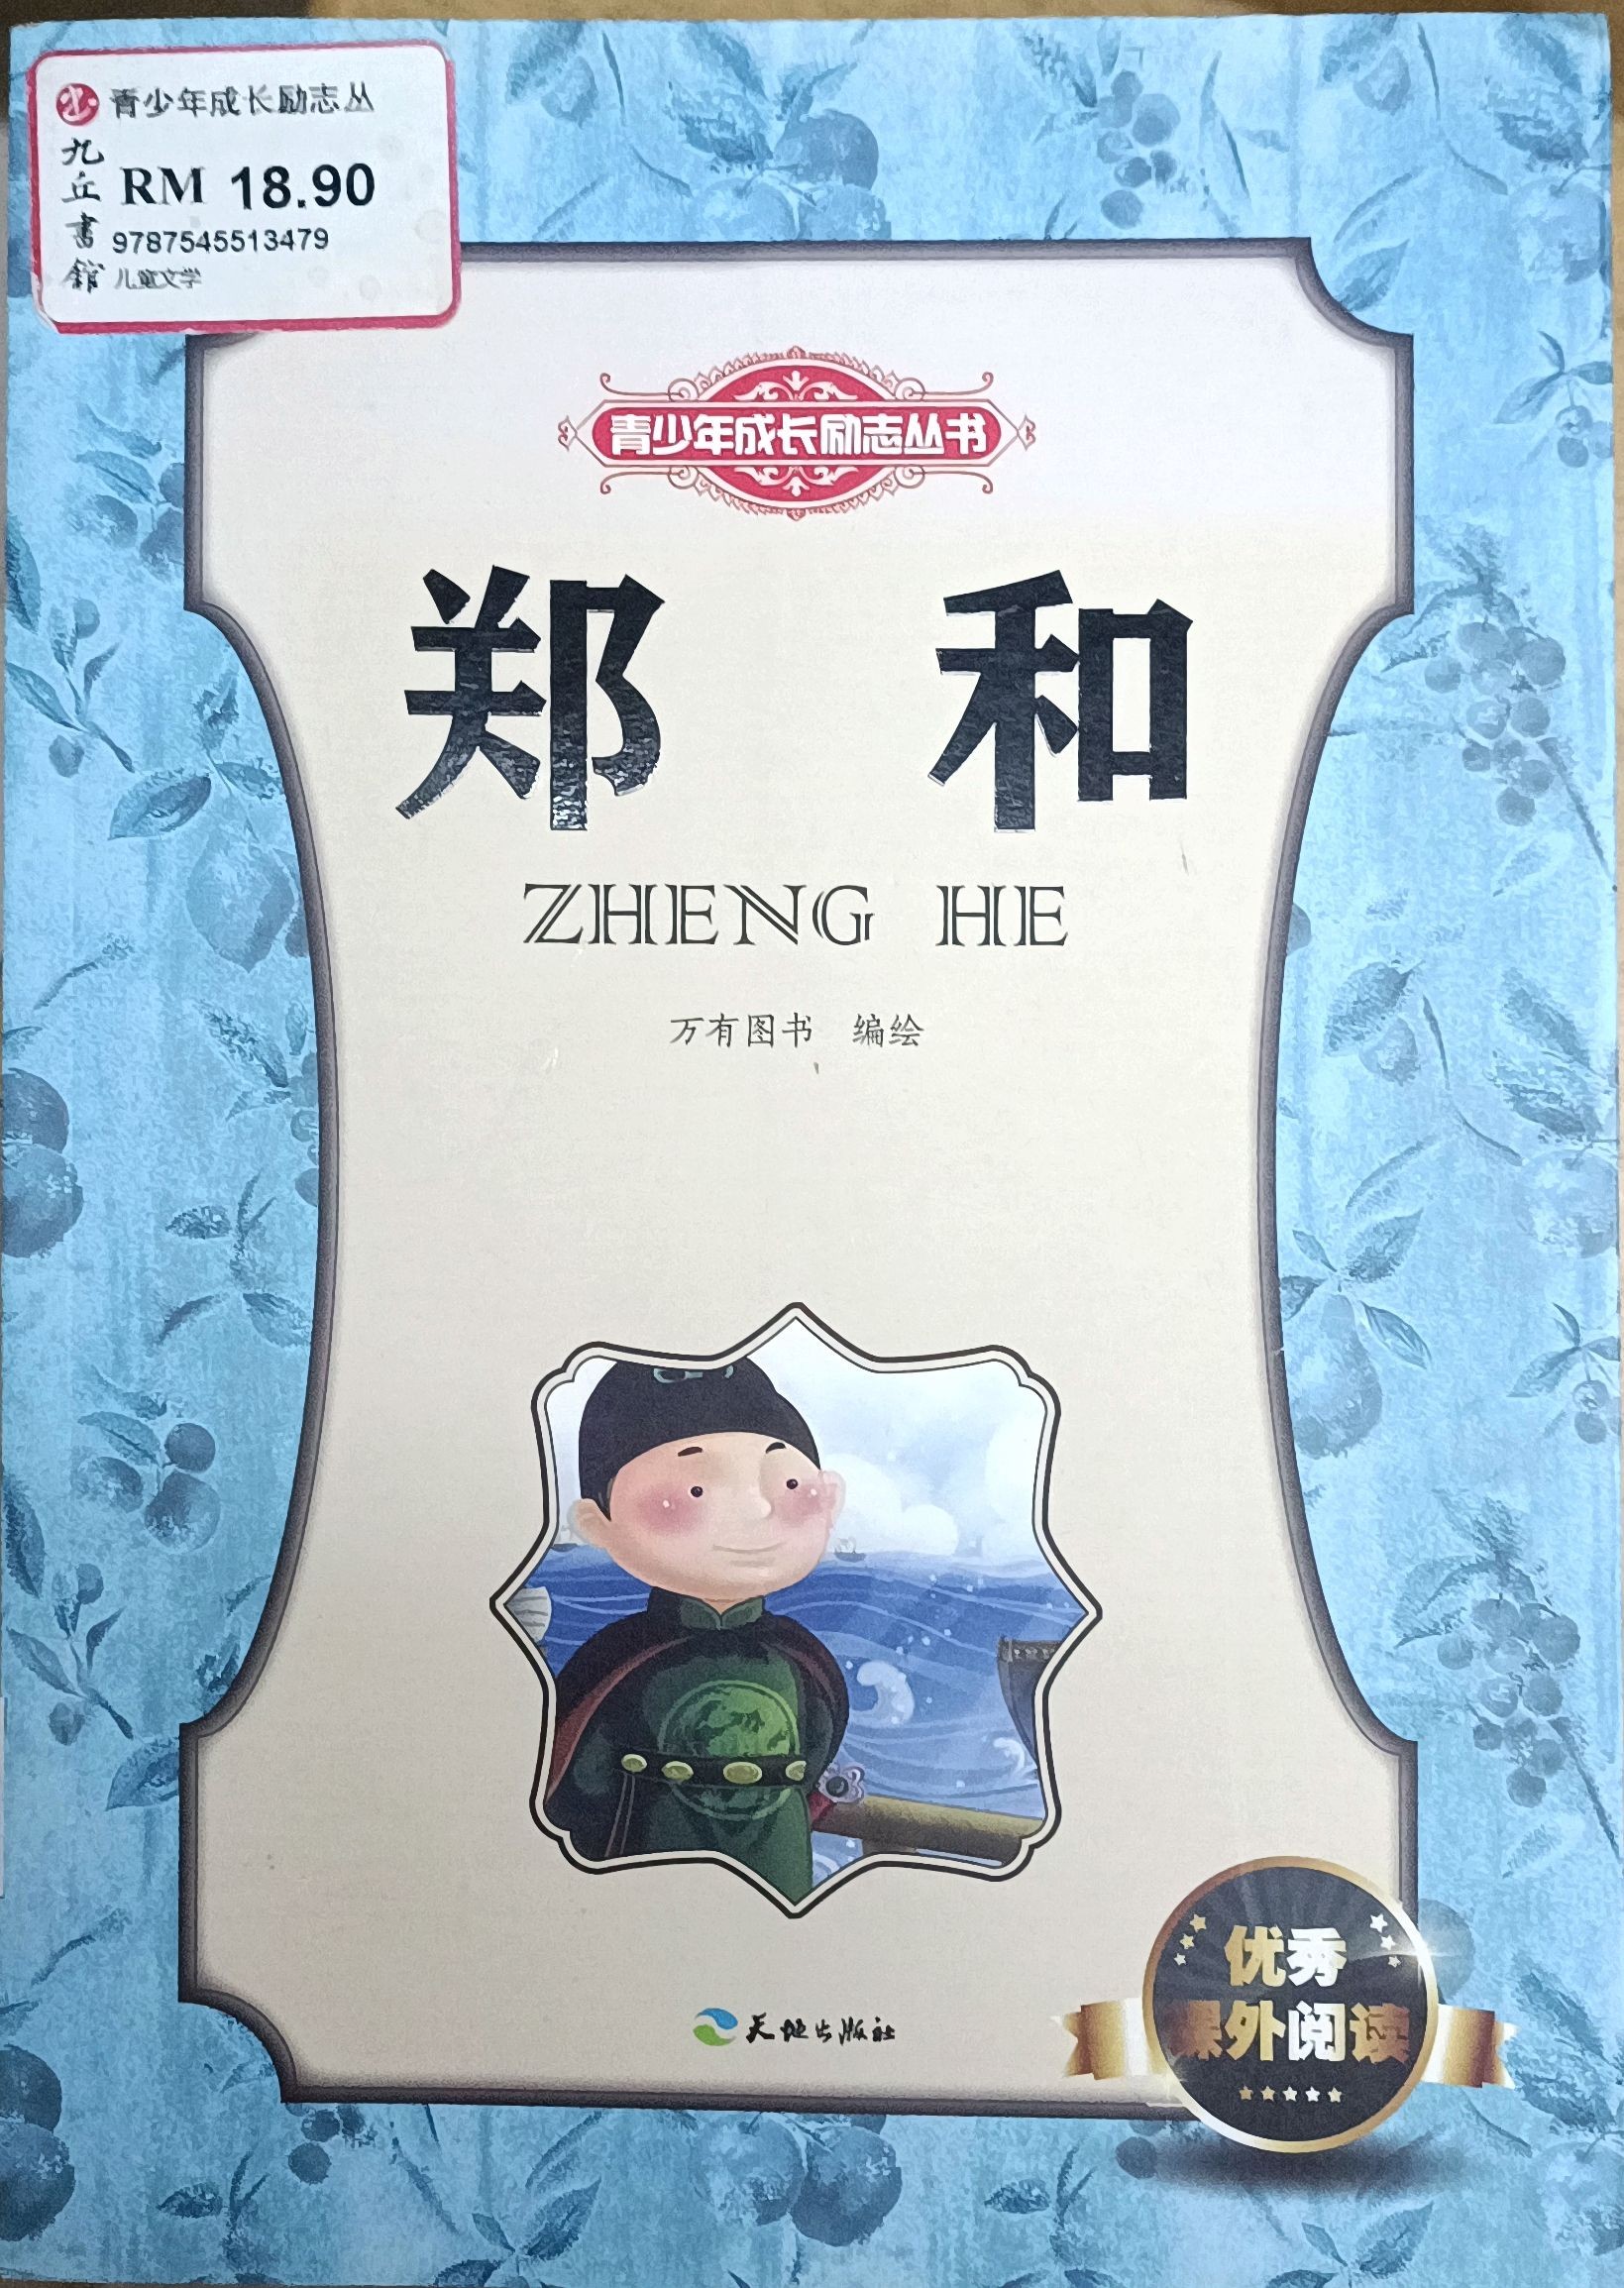 青少年成长励志丛
九丘書館
RM 18.90
9787545513479
儿童文学
青少年成长励志丛书
郑和
ZHENG HE
万有图书 编绘
天地出版社
优秀
课外阅读